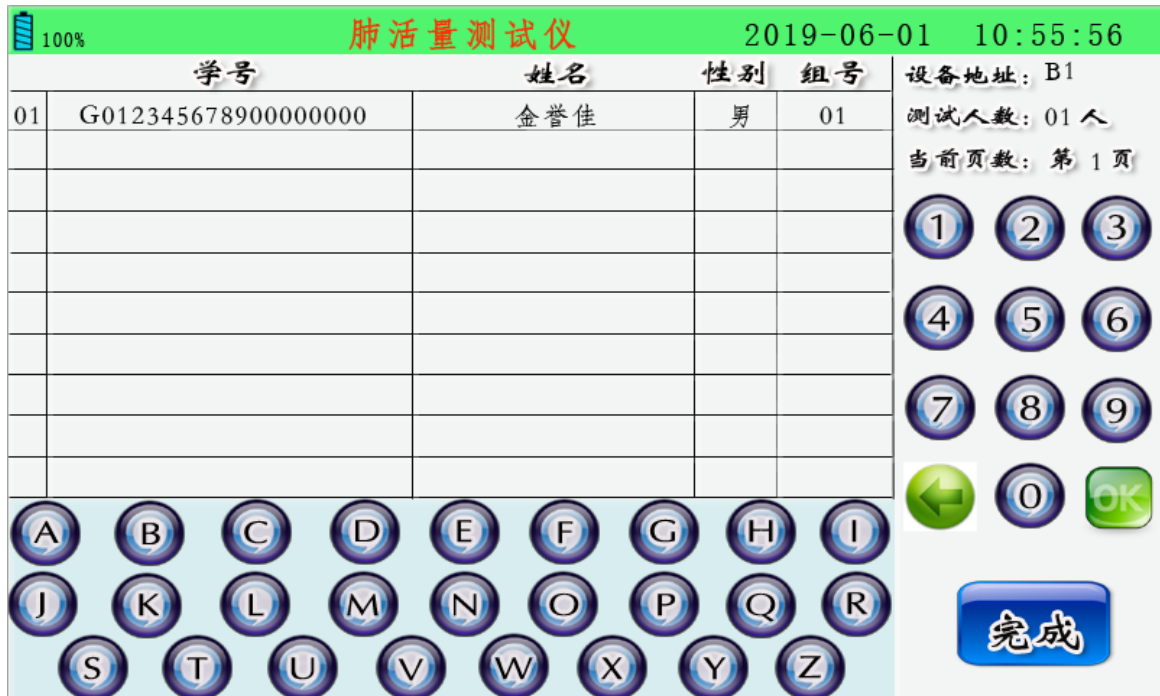 100% 肺活量测试仪 2019-06-01 10:55:56
学号 姓名 性别 组号 设备地址: B1
01 G012345678900000000 金誉佳 男 01 测试人数: 01 人
当前页数: 第 1 页
1 2 3
4 5 6
7 8 9
0 OK
A B C D E F G H I
J K L M N O P Q R
完成
S T U V W X Y Z